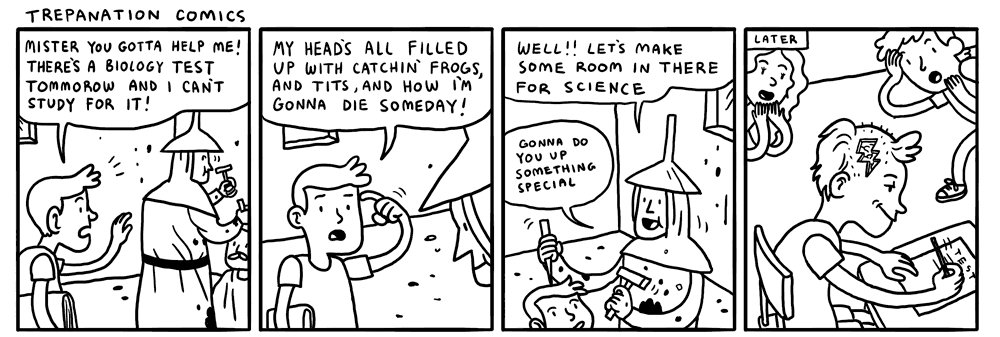 TREPANATION COMICS
MISTER YOU GOTTA HELP ME!
THERE'S A BIOLOGY TEST
TOMMOROW AND I CAN'T
STUDY FOR IT!
MY HEAD'S ALL FILLED
UP WITH CATCHIN' FROGS,
AND TITS, AND HOW I'M
GONNA DIE SOMEDAY!
WELL!! LET'S MAKE
SOME ROOM IN THERE
FOR SCIENCE
GONNA DO
YOU UP
SOMETHING
SPECIAL
LATER
TEST